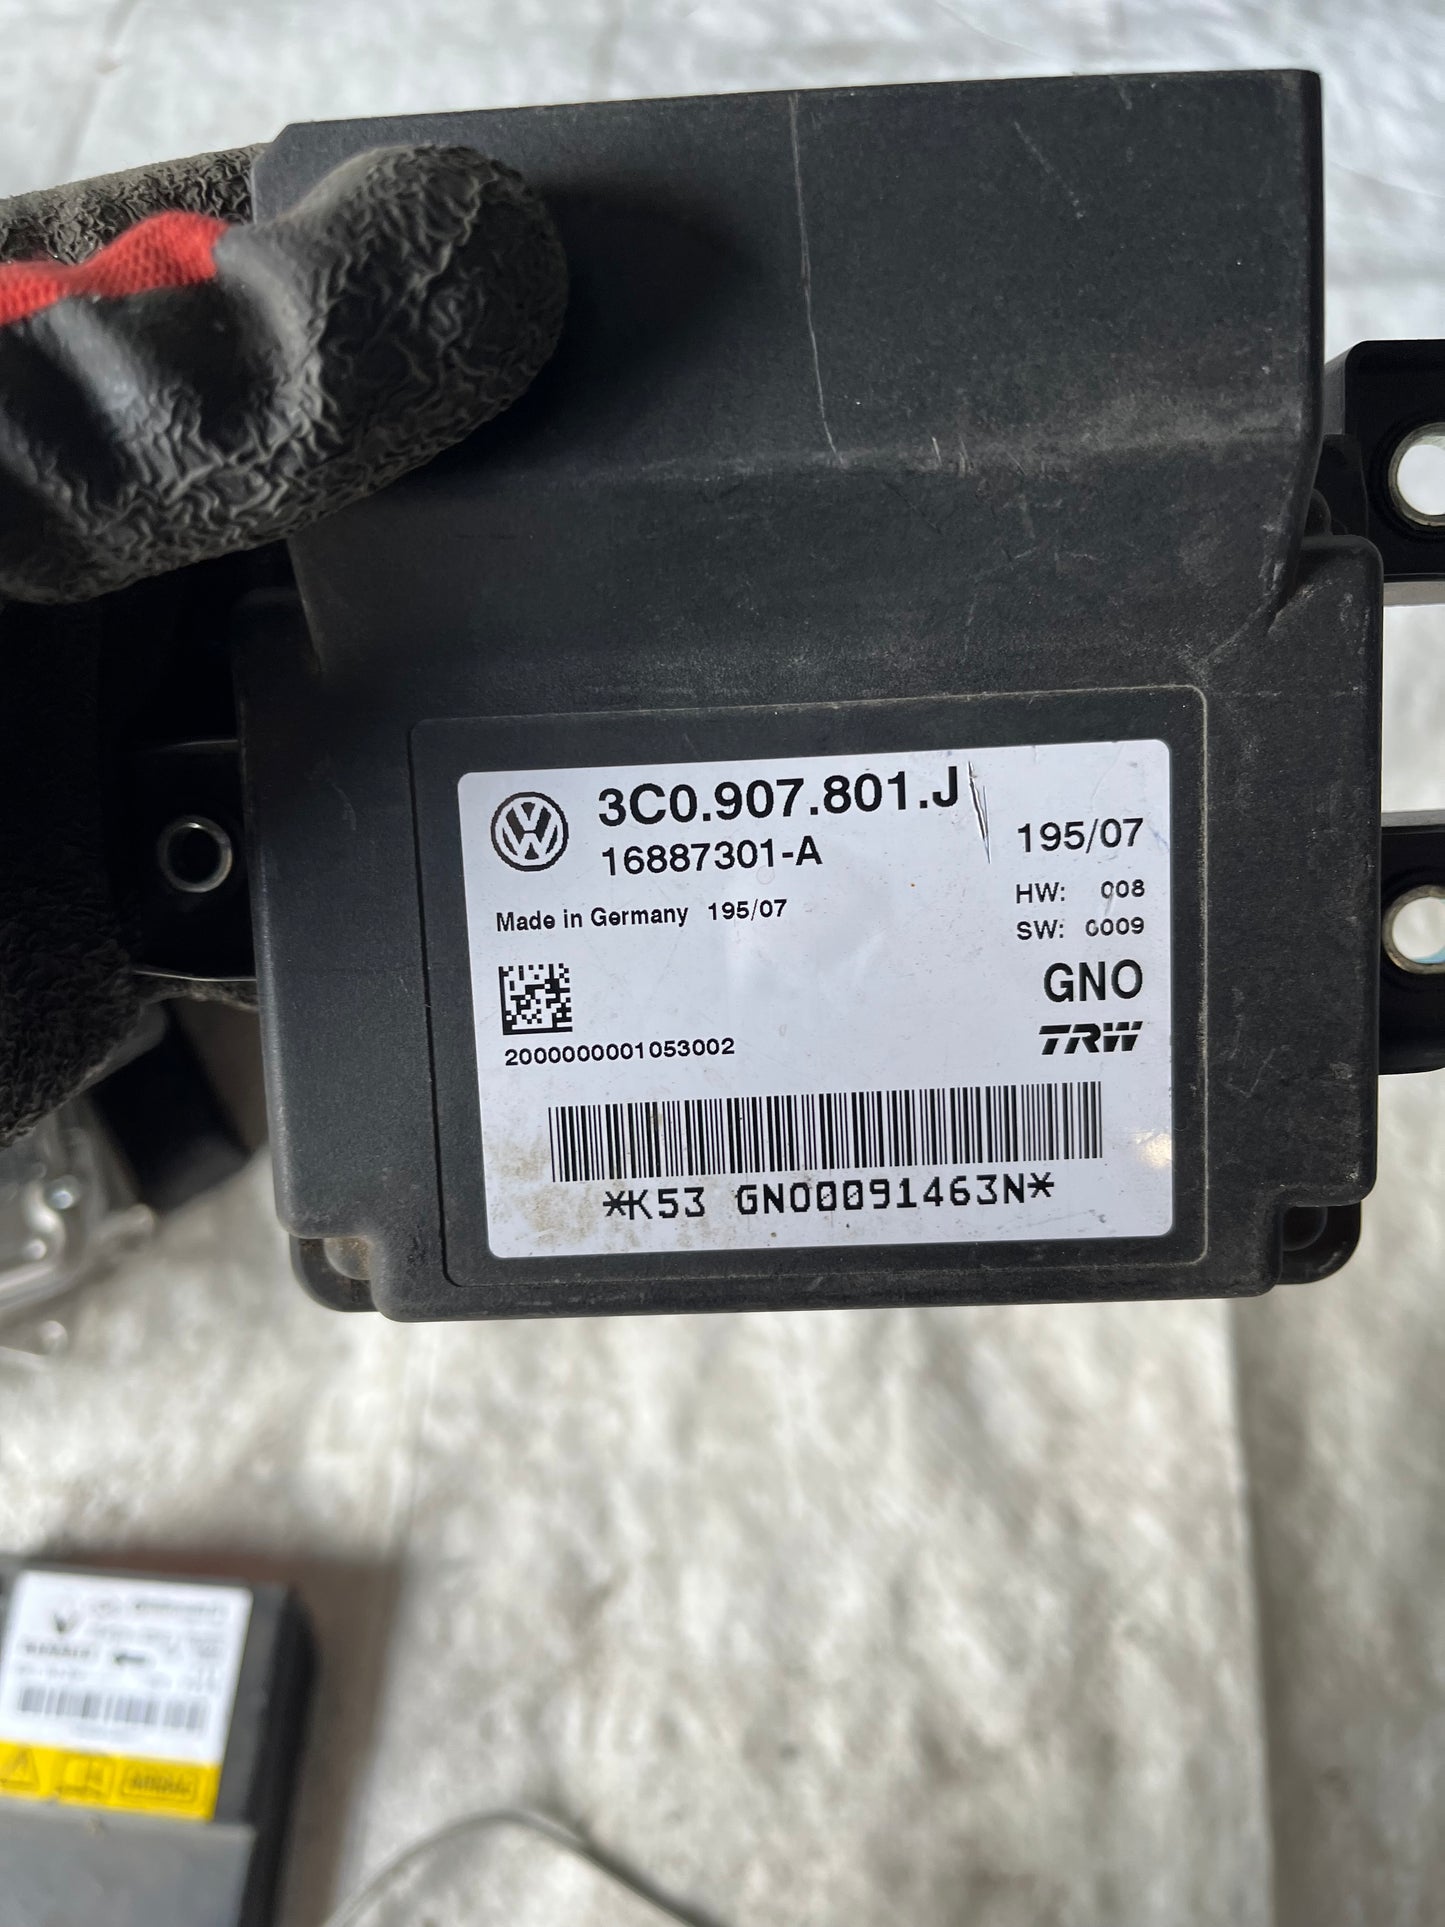 3C0.907.801.J
16887301-A
195/07
Made in Germany 195/07
HW: 008
SW: 0009
GNO
TRW
2000000001053002
*K53 GNO0091463N*